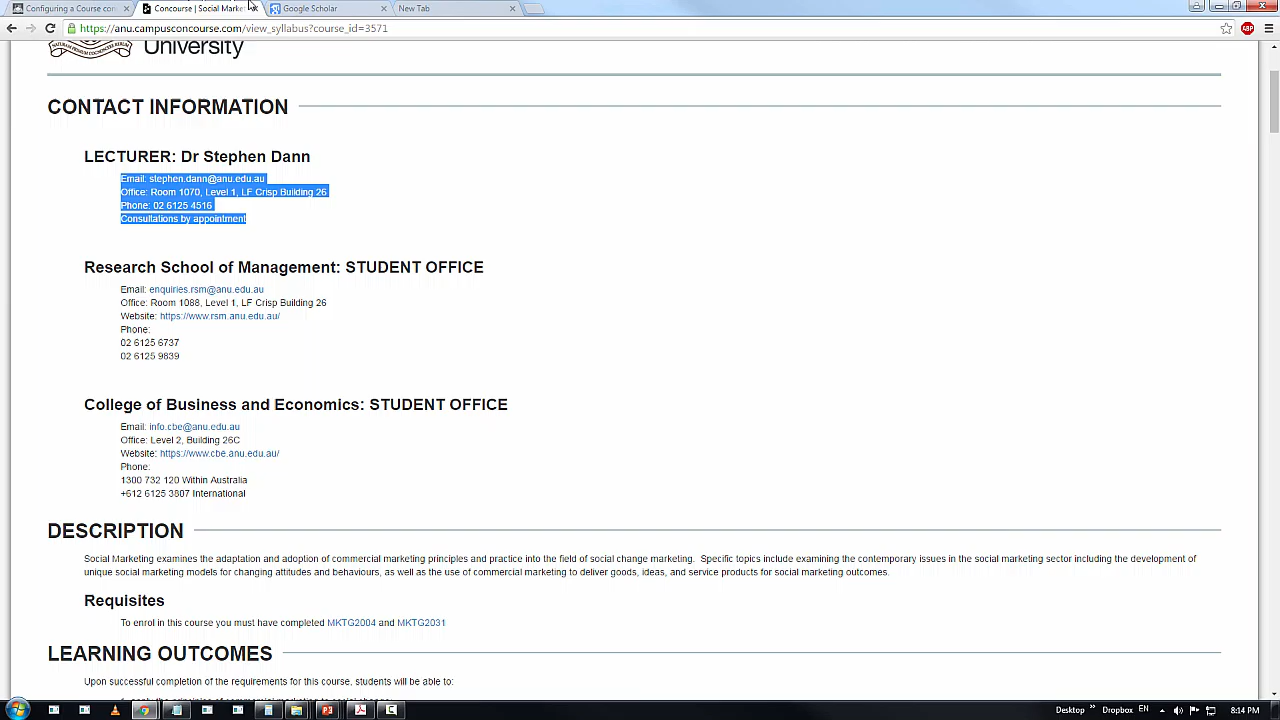 Configuring a Course con
Concourse | Social Marke
Google Scholar
New Tab
https://anu.campusconcourse.com/view_syllabus?course_id=3571
ABP
University
CONTACT INFORMATION
LECTURER: Dr Stephen Dann
Email: stephen.dann@anu.edu.au
Office: Room 1070, Level 1, LF Crisp Building 26
Phone: 02 6125 4516
Consultations by appointment
Research School of Management: STUDENT OFFICE
Email: enquiries.rsm@anu.edu.au
Office: Room 1088, Level 1, LF Crisp Building 26
Website: https://www.rsm.anu.edu.au/
Phone:
02 6125 6737
02 6125 9839
College of Business and Economics: STUDENT OFFICE
Email: info.cbe@anu.edu.au
Office: Level 2, Building 26C
Website: https://www.cbe.anu.edu.au/
Phone:
1300 732 120 Within Australia
+612 6125 3807 International
DESCRIPTION
Social Marketing examines the adaptation and adoption of commercial marketing principles and practice into the field of social change marketing. Specific topics include examining the contemporary issues in the social marketing sector including the development of
unique social marketing models for changing attitudes and behaviours, as well as the use of commercial marketing to deliver goods, ideas, and service products for social marketing outcomes.
Requisites
To enrol in this course you must have completed MKTG2004 and MKTG2031
LEARNING OUTCOMES
Upon successful completion of the requirements for this course, students will be able to:
Desktop
Dropbox
EN
8:14 PM